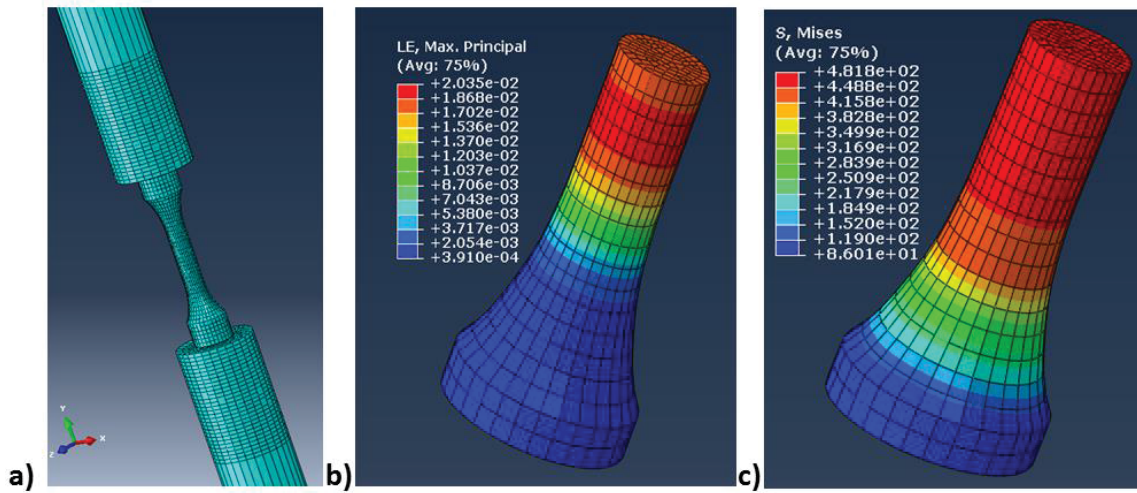 LE, Max. Principal
(Avg: 75%)
+2.035e-02
+1.868e-02
+1.702e-02
+1.536e-02
+1.370e-02
+1.203e-02
+1.037e-02
+8.706e-03
+7.043e-03
+5.380e-03
+3.717e-03
+2.054e-03
+3.910e-04
S, Mises
(Avg: 75%)
+4.818e+02
+4.488e+02
+4.158e+02
+3.828e+02
+3.499e+02
+3.169e+02
+2.839e+02
+2.509e+02
+2.179e+02
+1.849e+02
+1.520e+02
+1.190e+02
+8.601e+01
Y
X
Z
a)
b)
c)